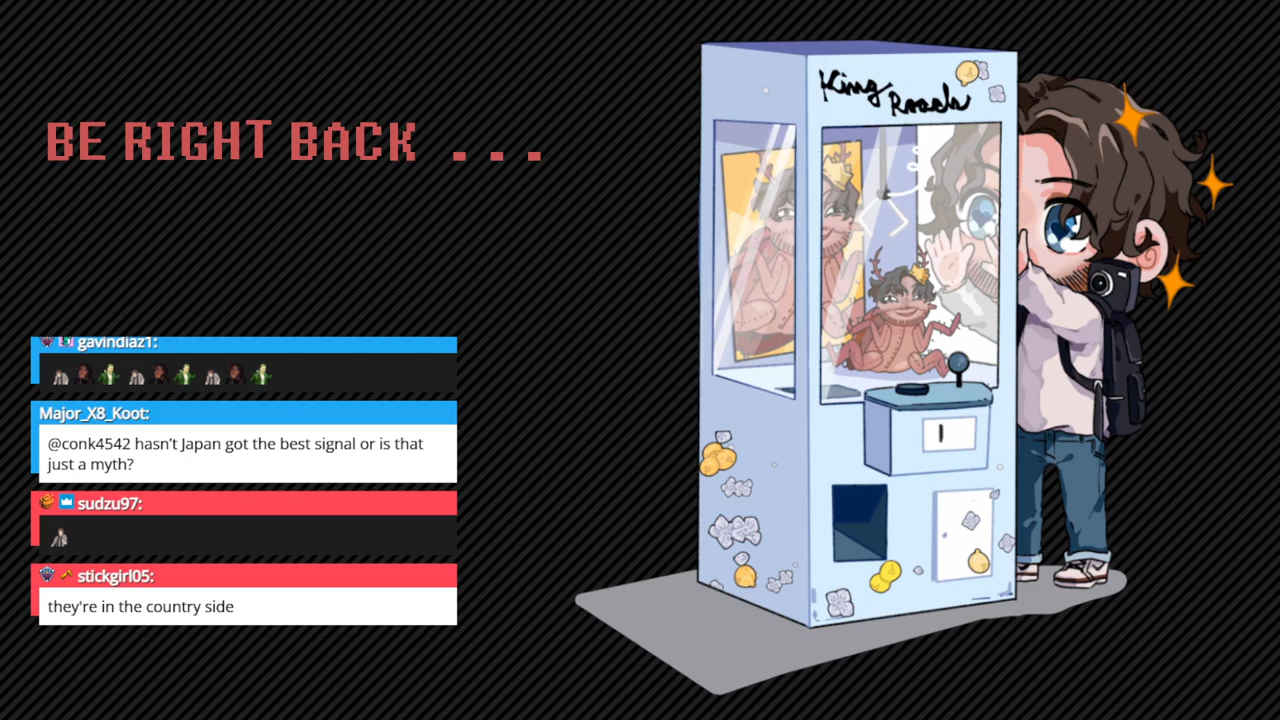 BE RIGHT BACK ...
King
Roach
gavindiaz1:
Major_X8_Koot:
@conk4542 hasn't Japan got the best signal or is that
just a myth?
sudzu97:
stickgirl05:
they're in the country side